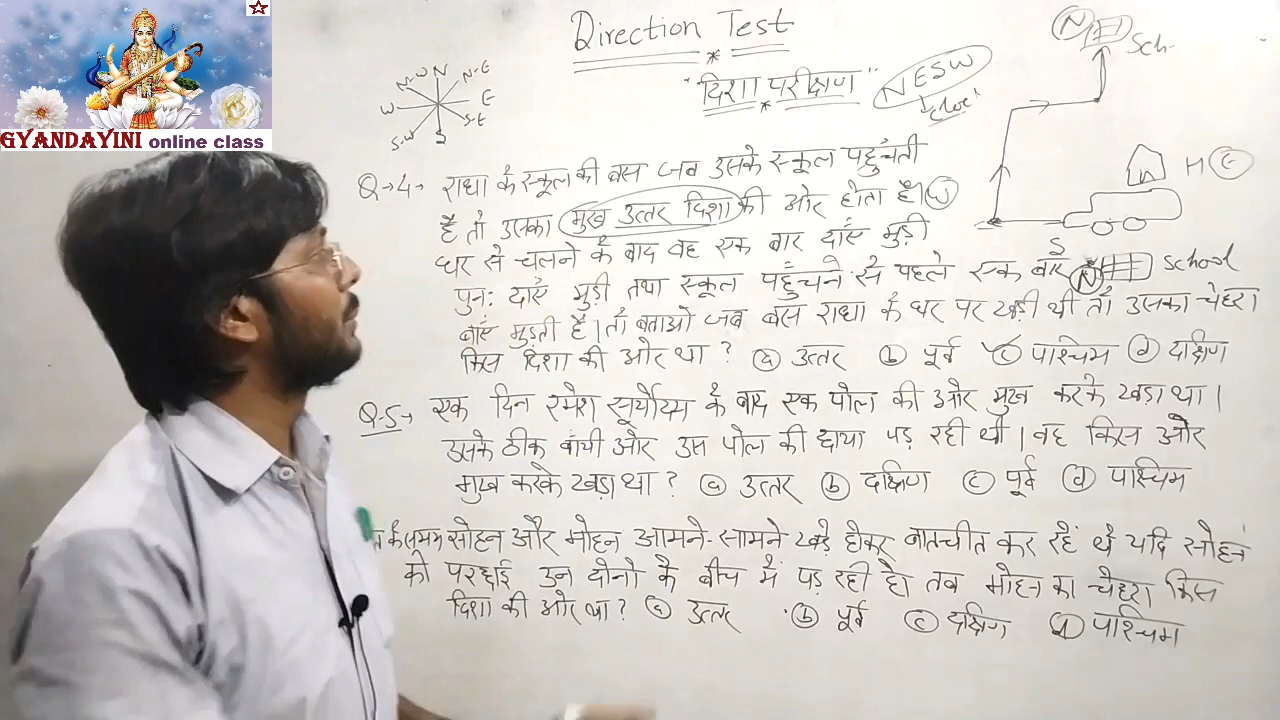 GYANDAYINI online class
Direction Test
"दिशा परीक्षण"
NESW
N
N-E
E
S-E
S
S-W
W
N-W
N
Sch.
H
S
N
School
Q→4→ राधा के स्कूल की बस जब उसके स्कूल पहुँचती
है तो उसका मुख उत्तर दिशा की ओर होता है।
घर से चलने के बाद वह एक बार दाएँ मुड़ी
पुन: दाएँ मुड़ी तथा स्कूल पहुँचने से पहले एक बार
बाएँ मुड़ती है। तो बताओ जब बस राधा के घर पर खड़ी थी तो उसका चेहरा
किस दिशा की ओर था ? (a) उत्तर (b) पूर्व (c) पाश्चिम (d) दक्षिण
Q-5→ एक दिन रमेश सूर्योदय के बाद एक पोल की ओर मुख करके खड़ा था।
उसके ठीक बायी ओर उस पोल की छाया पड़ रही थी। वह किस ओर
मुख करके खड़ा था ? (a) उत्तर (b) दक्षिण (c) पूर्व (d) पाश्चिम
के समय सोहन और मोहन आमने-सामने खड़े होकर बातचीत कर रहे थे यदि सोहन
की परछाई उन दोनो के बीच में पड़ रही हो तब मोहन का चेहरा किस
दिशा की ओर था ? (a) उत्तर (b) पूर्व (c) दक्षिण (d) पाश्चिम